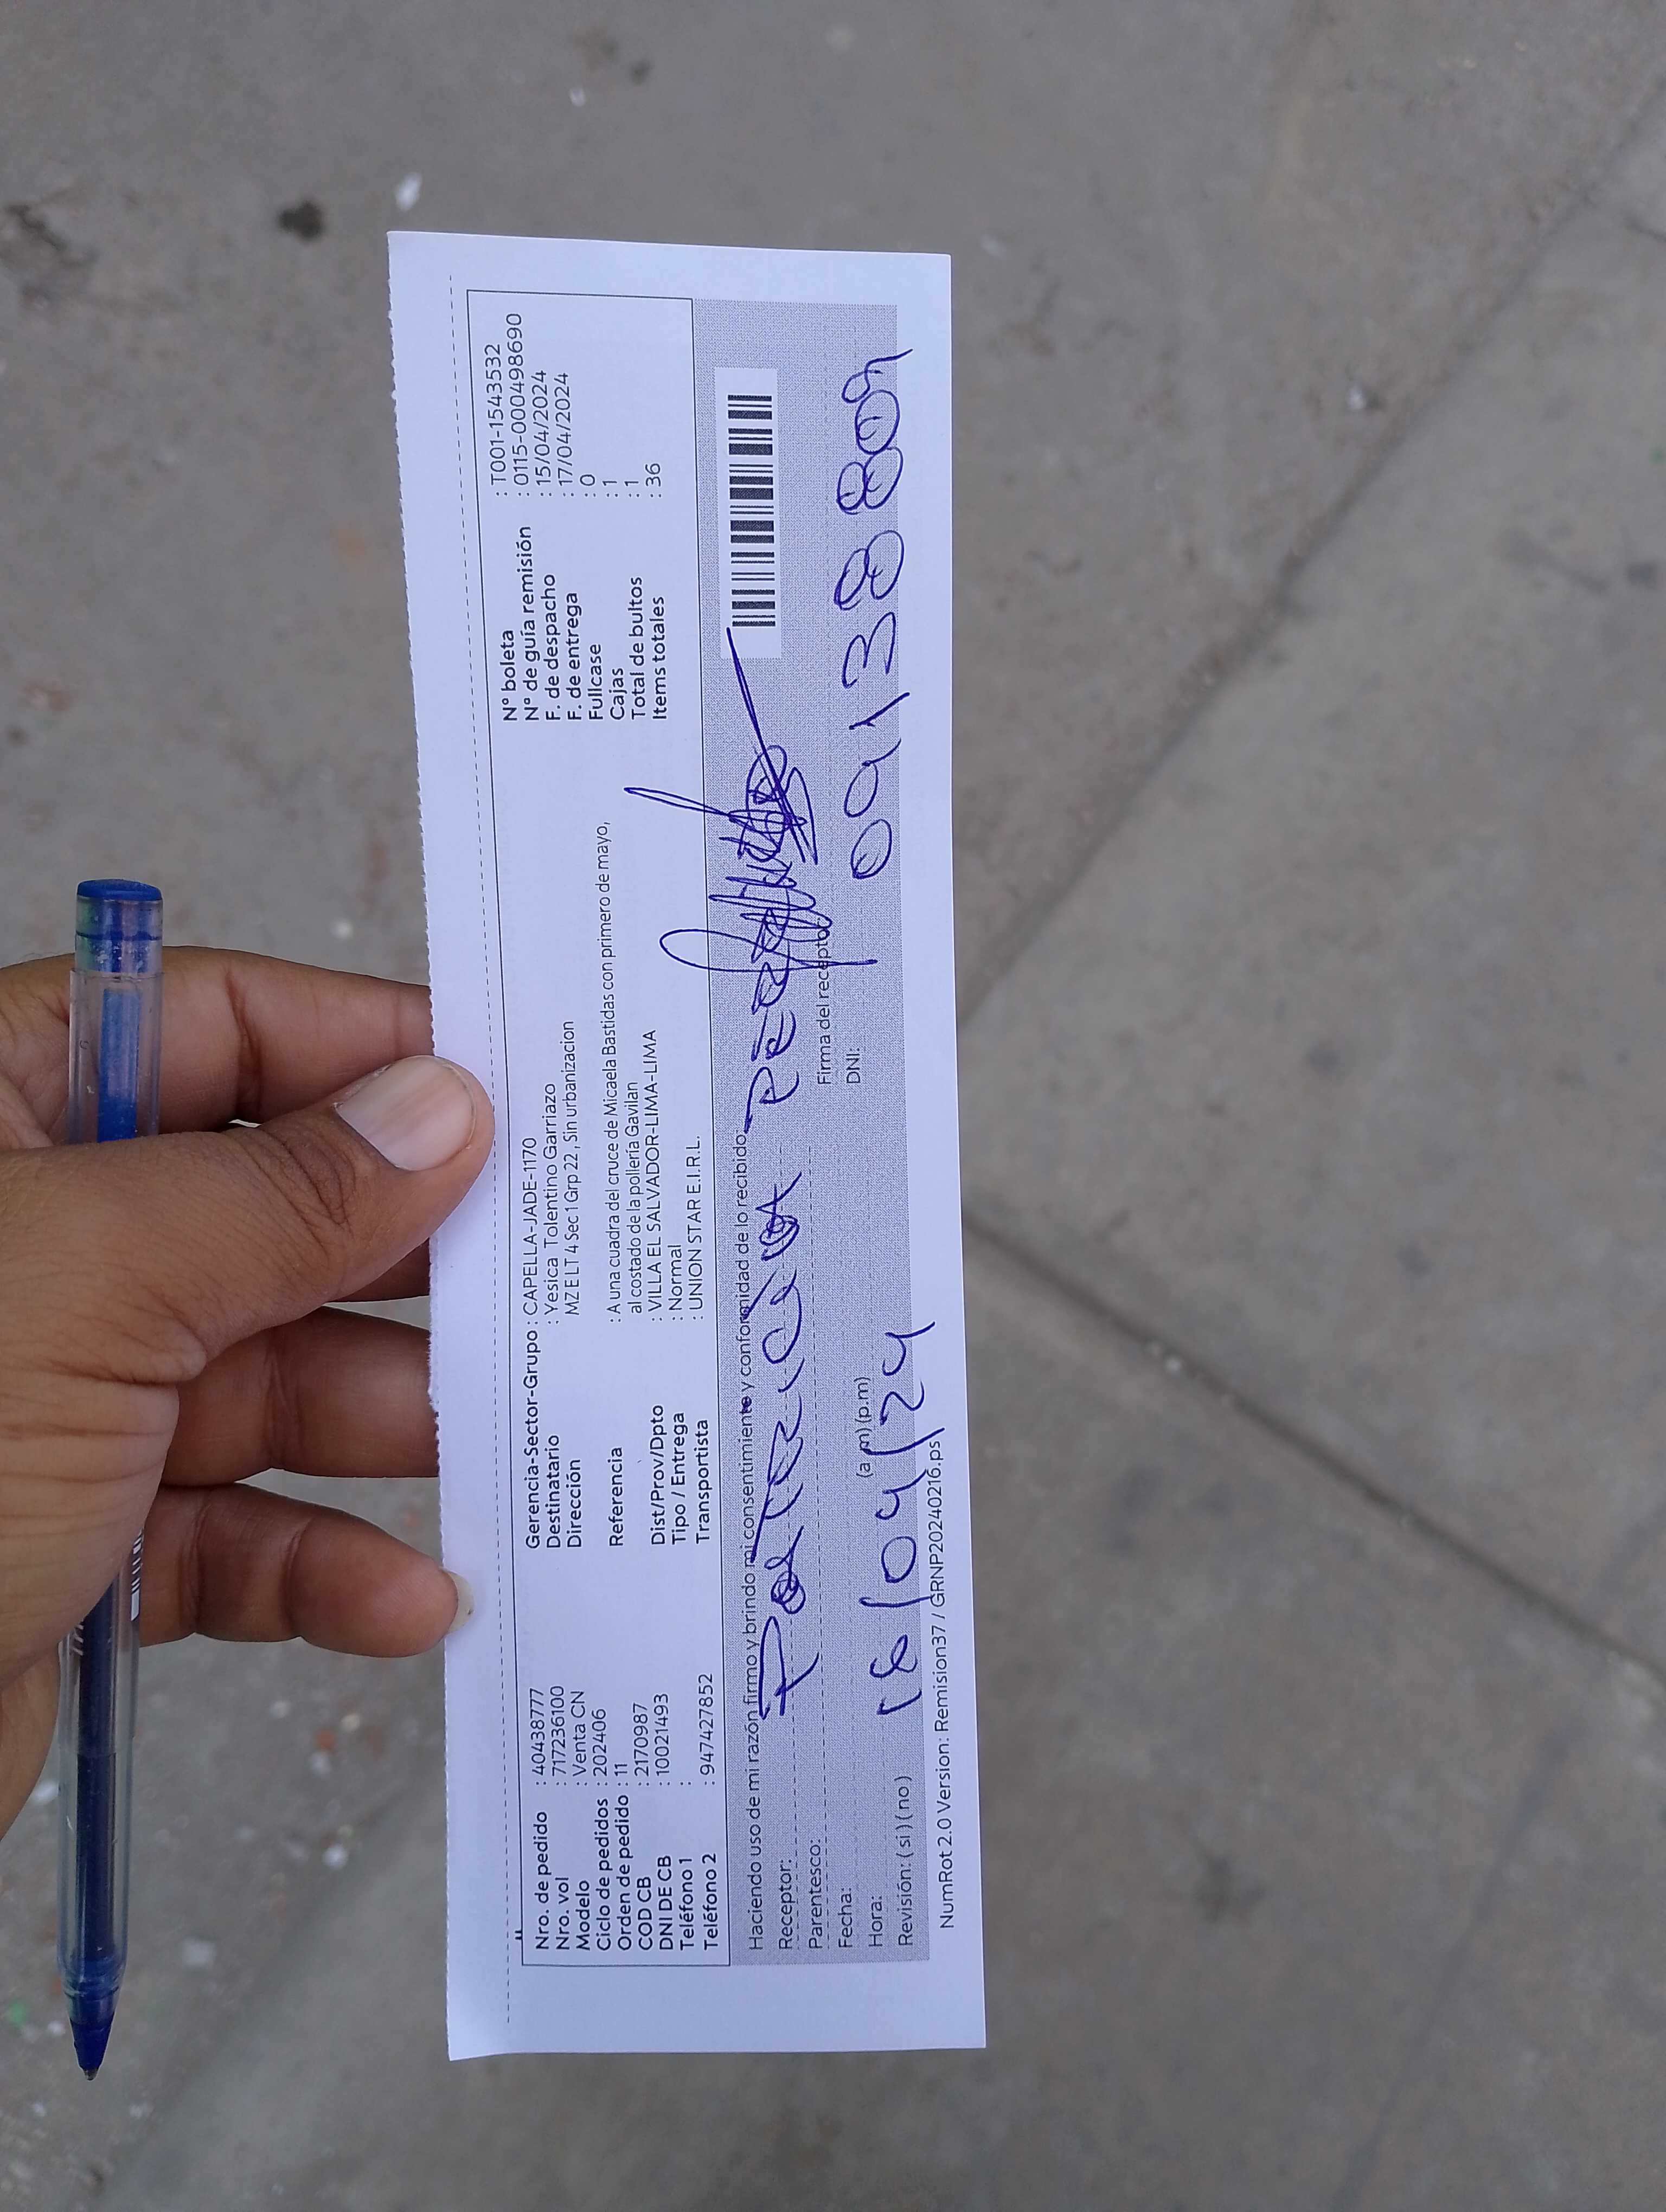 Nro. de pedido : 40438777
Nro. vol : 717236100
Modelo : Venta CN
Ciclo de pedidos : 202406
Orden de pedido : 11
COD CB : 2170987
DNI DE CB : 10021493
Teléfono 1 :
Teléfono 2 : 947427852
Gerencia-Sector-Grupo : CAPELLA-JADE-1170
Destinatario : Yesica Tolentino Garriazo
Dirección MZ E LT 4 Sec 1 Grp 22 , Sin urbanizacion
Referencia : A una cuadra del cruce de Micaela Bastidas con primero de mayo,
al costado de la pollería Gavilan
Dist/Prov/Dpto : VILLA EL SALVADOR-LIMA-LIMA
Tipo / Entrega : Normal
Transportista : UNION STAR E.I.R.L.
N° boleta : T001-1543532
N° de guía remisión : 0115-000498690
F. de despacho : 15/04/2024
F. de entrega : 17/04/2024
Fullcase : 0
Cajas : 1
Total de bultos : 1
Items totales : 36
Haciendo uso de mi razón firmo y brindo mi consentimiente y conformidad de lo recibido.
Receptor: Patricia
Parentesco:
Firma del receptor
Fecha: 16/04/24
DNI: 09138809
Hora: (a.m) (p.m)
Revisión: ( si ) ( no )
NumRot 2.0 Version: Remision37 / GRNP20240216.ps